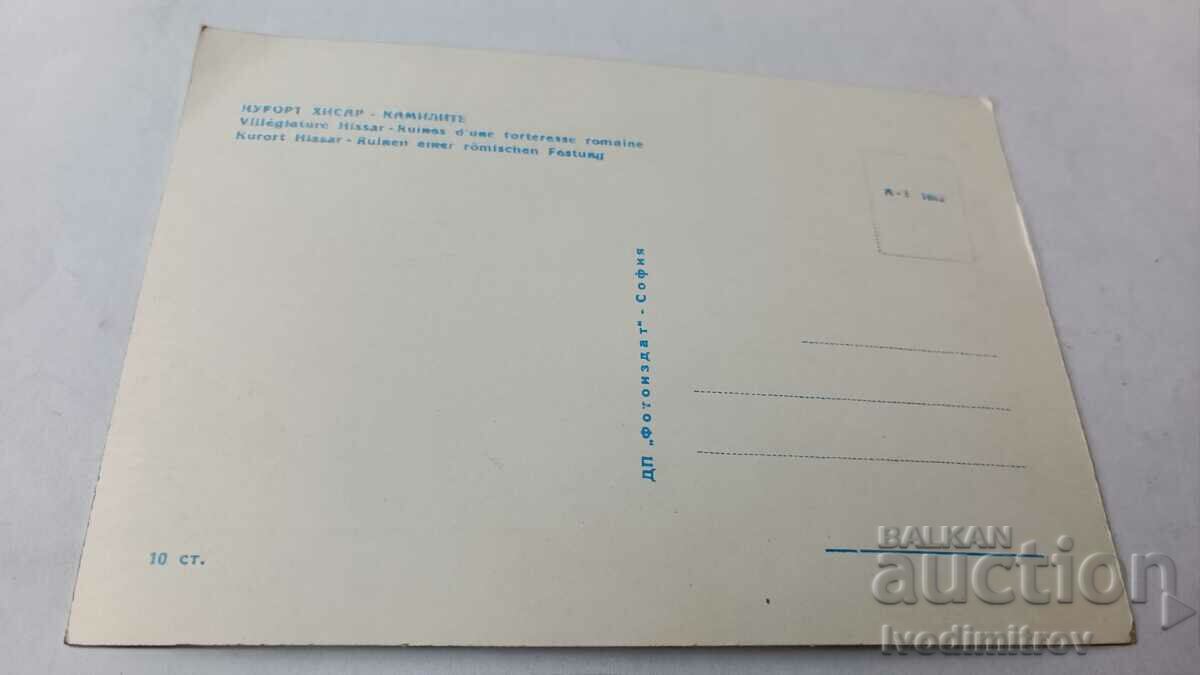 КУРОРТ ХИСАР - КАМИЛИТЕ
Villégiature Hissar - Ruines d'une forteresse romaine
Kurort Hissar - Ruinen einer römischen Festung
ДП „Фотоиздат" - София
10 ст.
BALKAN
auction
Ivodimitrov